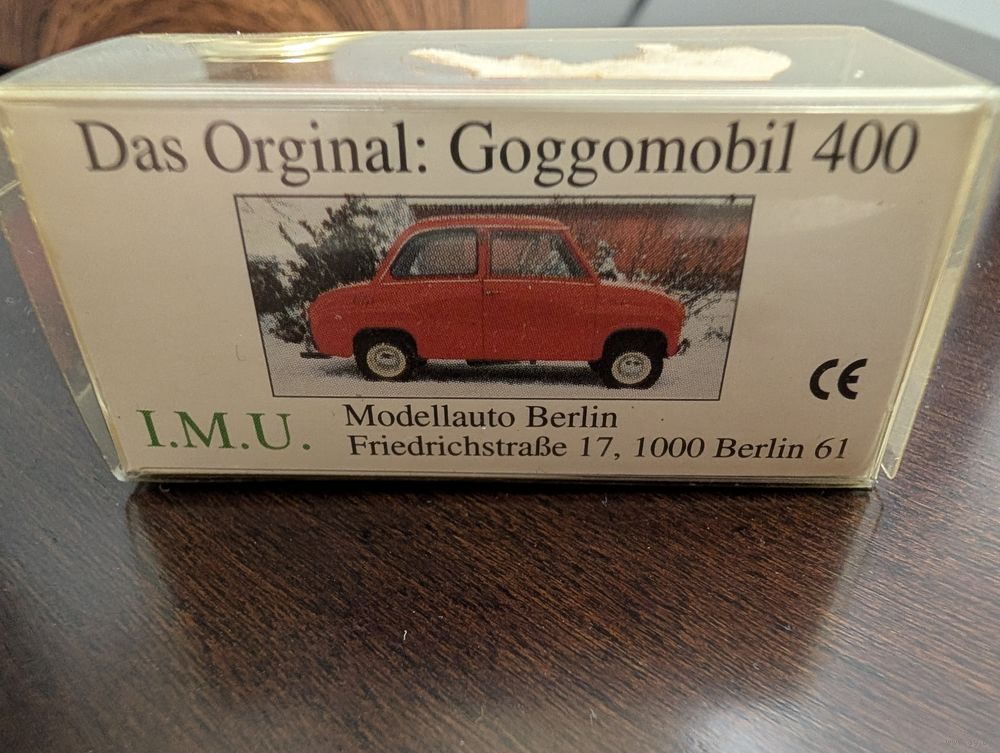 Das Orginal: Goggomobil 400
CE
I.M.U.
Modellauto Berlin
Friedrichstraße 17, 1000 Berlin 61